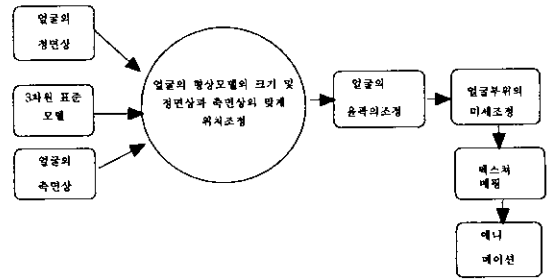 얼굴의
정면상
3차원 표준
모델
얼굴의
측면상
얼굴의 형상모델의 크기 및
정면상과 측면상의 맞게
위치조정
얼굴의
윤곽의조정
얼굴부위의
미세조정
텍스쳐
매핑
애니
메이션